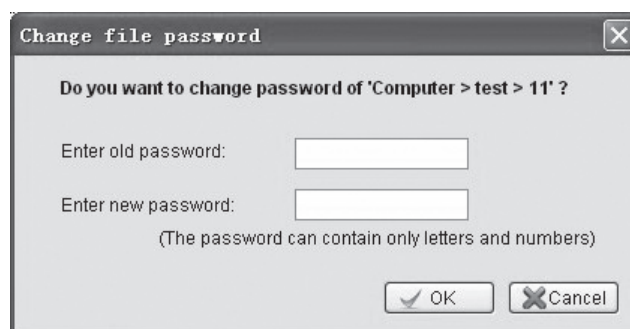 Change file password
Do you want to change password of 'Computer > test > 11' ?
Enter old password:
Enter new password:
(The password can contain only letters and numbers)
OK Cancel